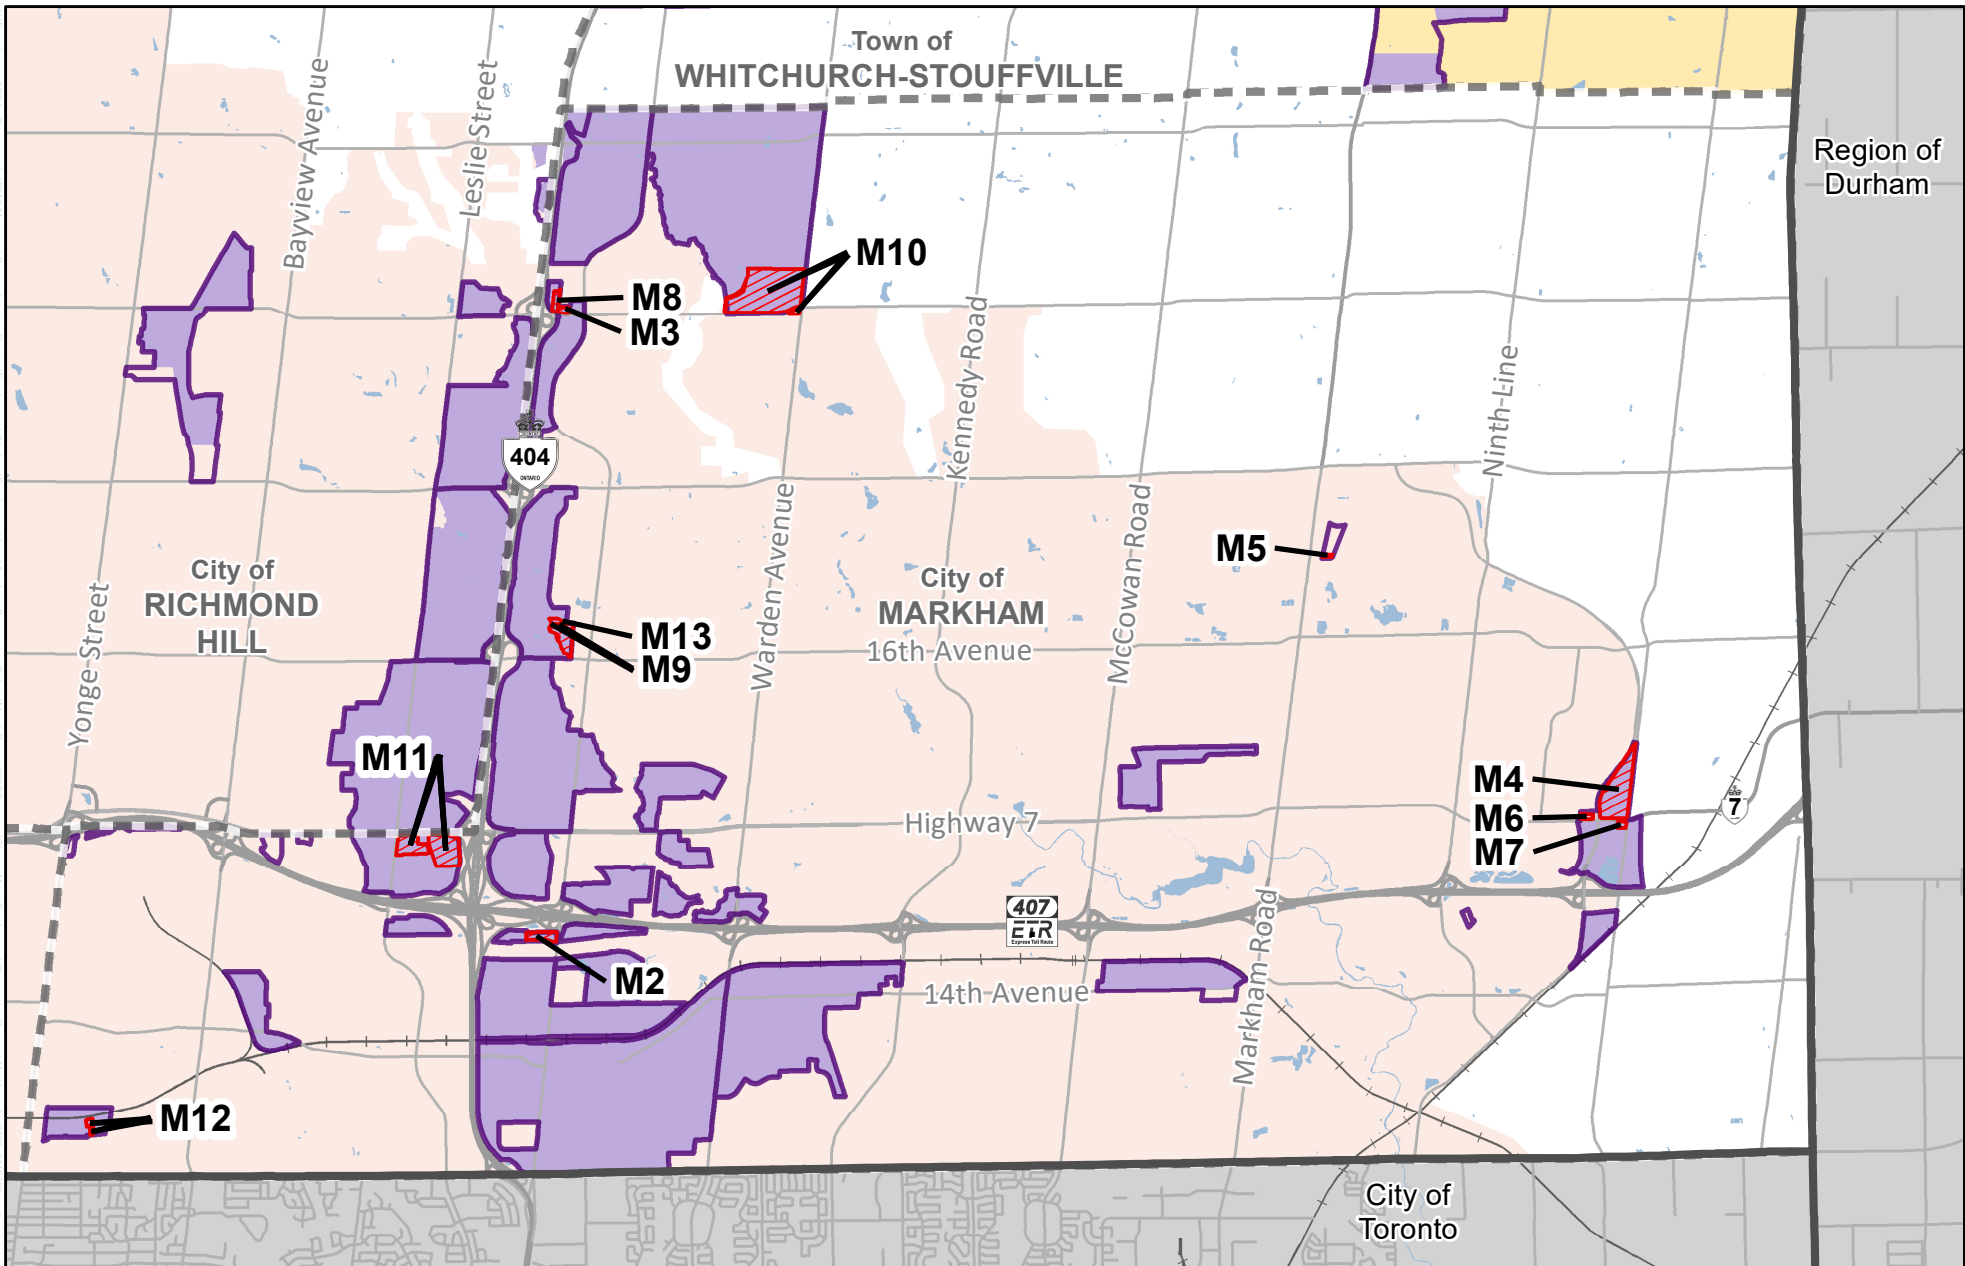 Town of
WHITCHURCH-STOUFFVILLE
Bayview Avenue
Leslie Street
Region of
Durham
M10
M8
M3
Kennedy Road
Ninth Line
404
ONTARIO
Warden Avenue
McCowan Road
M5
City of
RICHMOND
HILL
City of
MARKHAM
16th Avenue
Yonge Street
M13
M9
M11
M4
M6
M7
7
Highway 7
407
ETR
Express Toll Route
Markham Road
M2
14th Avenue
M12
City of
Toronto